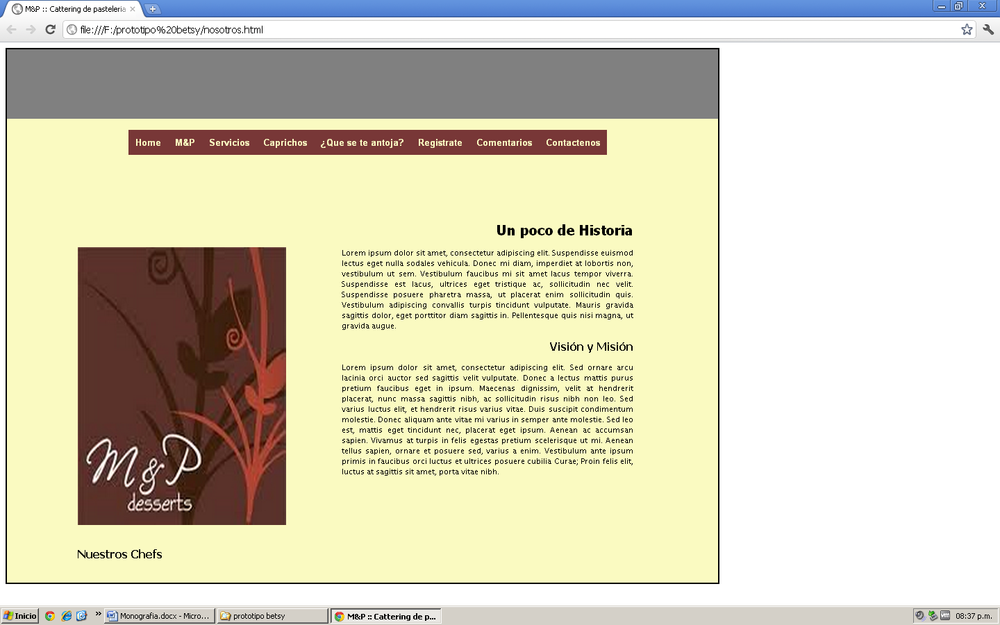 M&P :: Cattering de pasteleria
file:///F:/prototipo%20betsy/nosotros.html
Home M&P Servicios Caprichos ¿Que se te antoja? Registrate Comentarios Contactenos
Un poco de Historia
Lorem ipsum dolor sit amet, consectetur adipiscing elit. Suspendisse euismod
lectus eget nulla sodales vehicula. Donec mi diam, imperdiet at lobortis non,
vestibulum ut sem. Vestibulum faucibus mi sit amet lacus tempor viverra.
Suspendisse est lacus, ultrices eget tristique ac, sollicitudin nec velit.
Suspendisse posuere pharetra massa, ut placerat enim sollicitudin quis.
Vestibulum adipiscing convallis turpis tincidunt vulputate. Mauris gravida
sagittis dolor, eget porttitor diam sagittis in. Pellentesque quis nisi magna, ut
gravida augue.
Visión y Misión
Lorem ipsum dolor sit amet, consectetur adipiscing elit. Sed ornare arcu
lacinia orci auctor sed sagittis velit vulputate. Donec a lectus mattis purus
pretium faucibus eget in ipsum. Maecenas dignissim, velit at hendrerit
placerat, nunc massa sagittis nibh, ac sollicitudin risus nibh non leo. Sed
varius luctus elit, et hendrerit risus varius vitae. Duis suscipit condimentum
molestie. Donec aliquam ante vitae mi varius in semper ante molestie. Sed leo
est, mattis eget tincidunt nec, placerat eget ipsum. Aenean ac accumsan
sapien. Vivamus at turpis in felis egestas pretium scelerisque ut mi. Aenean
tellus sapien, ornare et posuere sed, varius a enim. Vestibulum ante ipsum
primis in faucibus orci luctus et ultrices posuere cubilia Curae; Proin felis elit,
luctus at sagittis sit amet, porta vitae nibh.
M&P
desserts
Nuestros Chefs
Inicio » Monografia.docx - Micro... prototipo betsy M&P :: Cattering de p... vm 08:37 p.m.